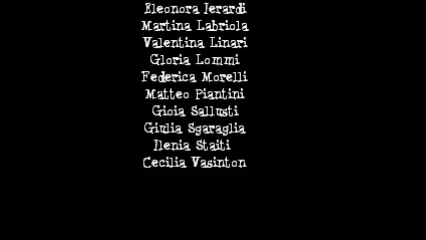 Eleonora Ierardi
Martina Labriola
Valentina Linari
Gloria Lommi
Federica Morelli
Matteo Piantini
Gioia Sallusti
Giulia Sgaraglia
Ilenia Staiti
Cecilia Vasinton